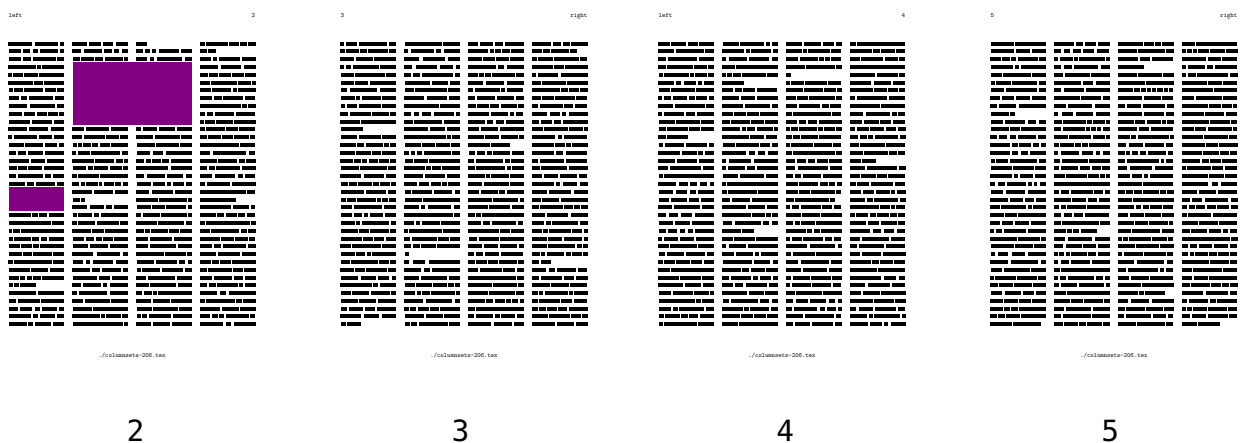 left 2 3 right left 4 5 right
./columnsets-206.tex ./columnsets-206.tex ./columnsets-206.tex ./columnsets-206.tex
2 3 4 5